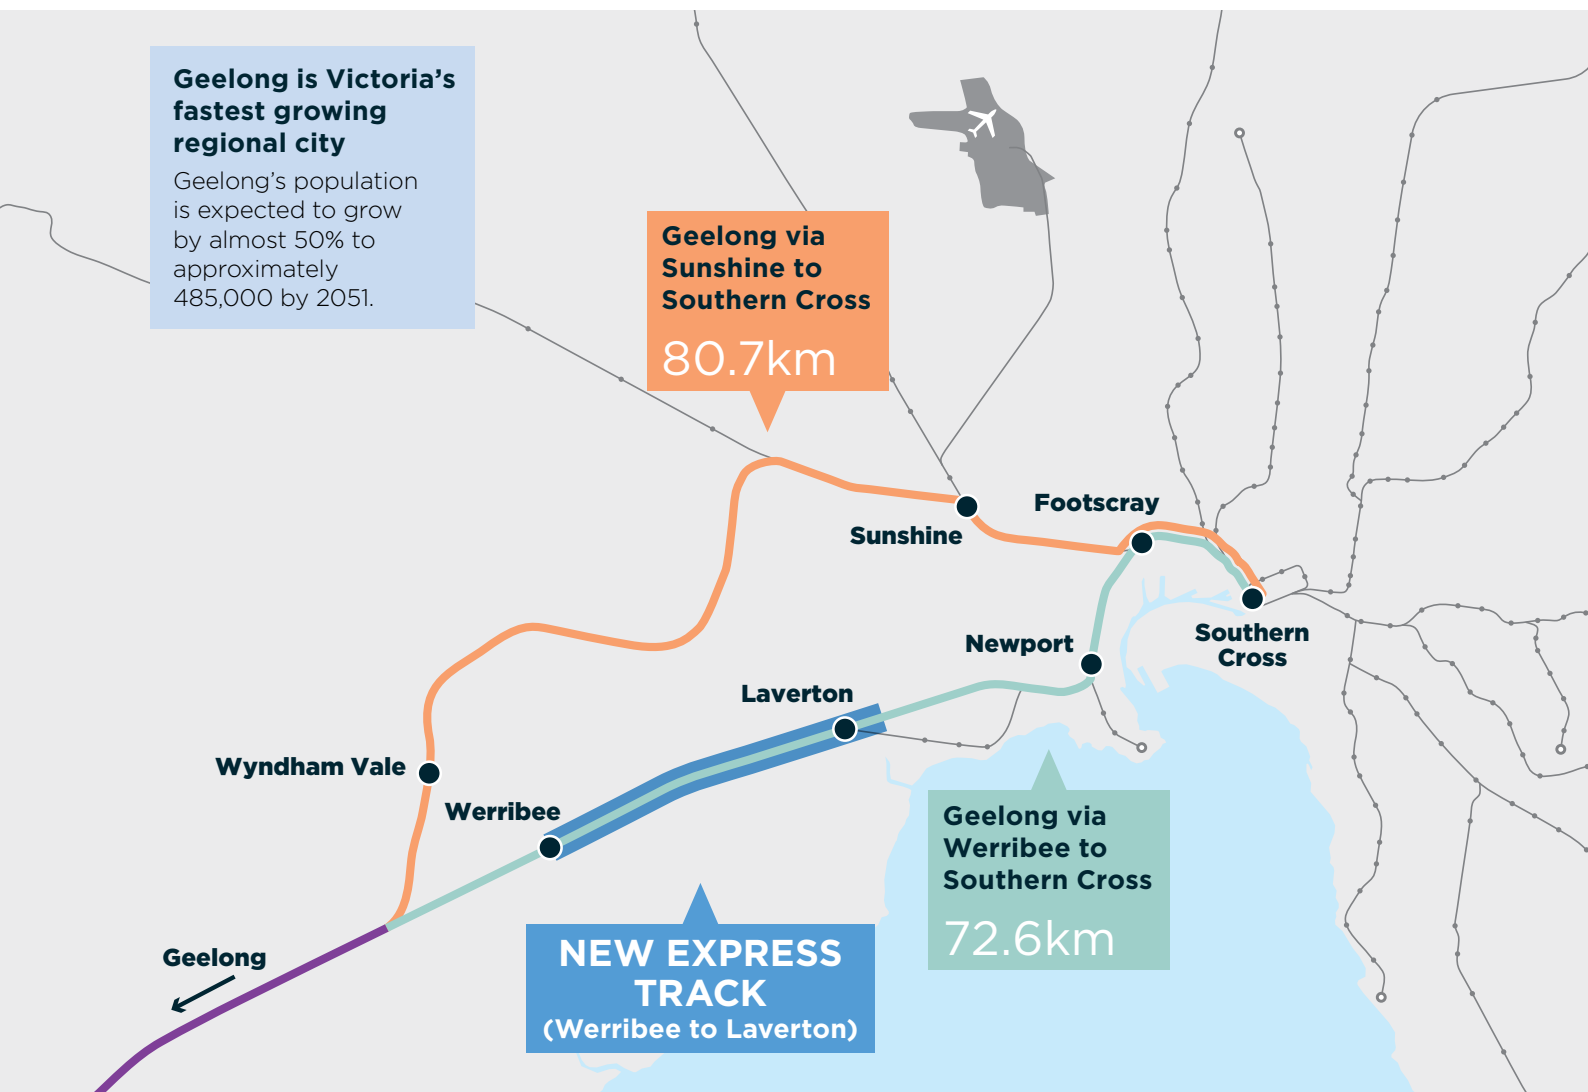 Geelong is Victoria's
fastest growing
regional city
Geelong's population
is expected to grow
by almost 50% to
approximately
485,000 by 2051.
Geelong via
Sunshine to
Southern Cross
80.7km
Footscray
Sunshine
Southern
Cross
Newport
Laverton
Wyndham Vale
Werribee
Geelong via
Werribee to
Southern Cross
72.6km
NEW EXPRESS
TRACK
(Werribee to Laverton)
Geelong